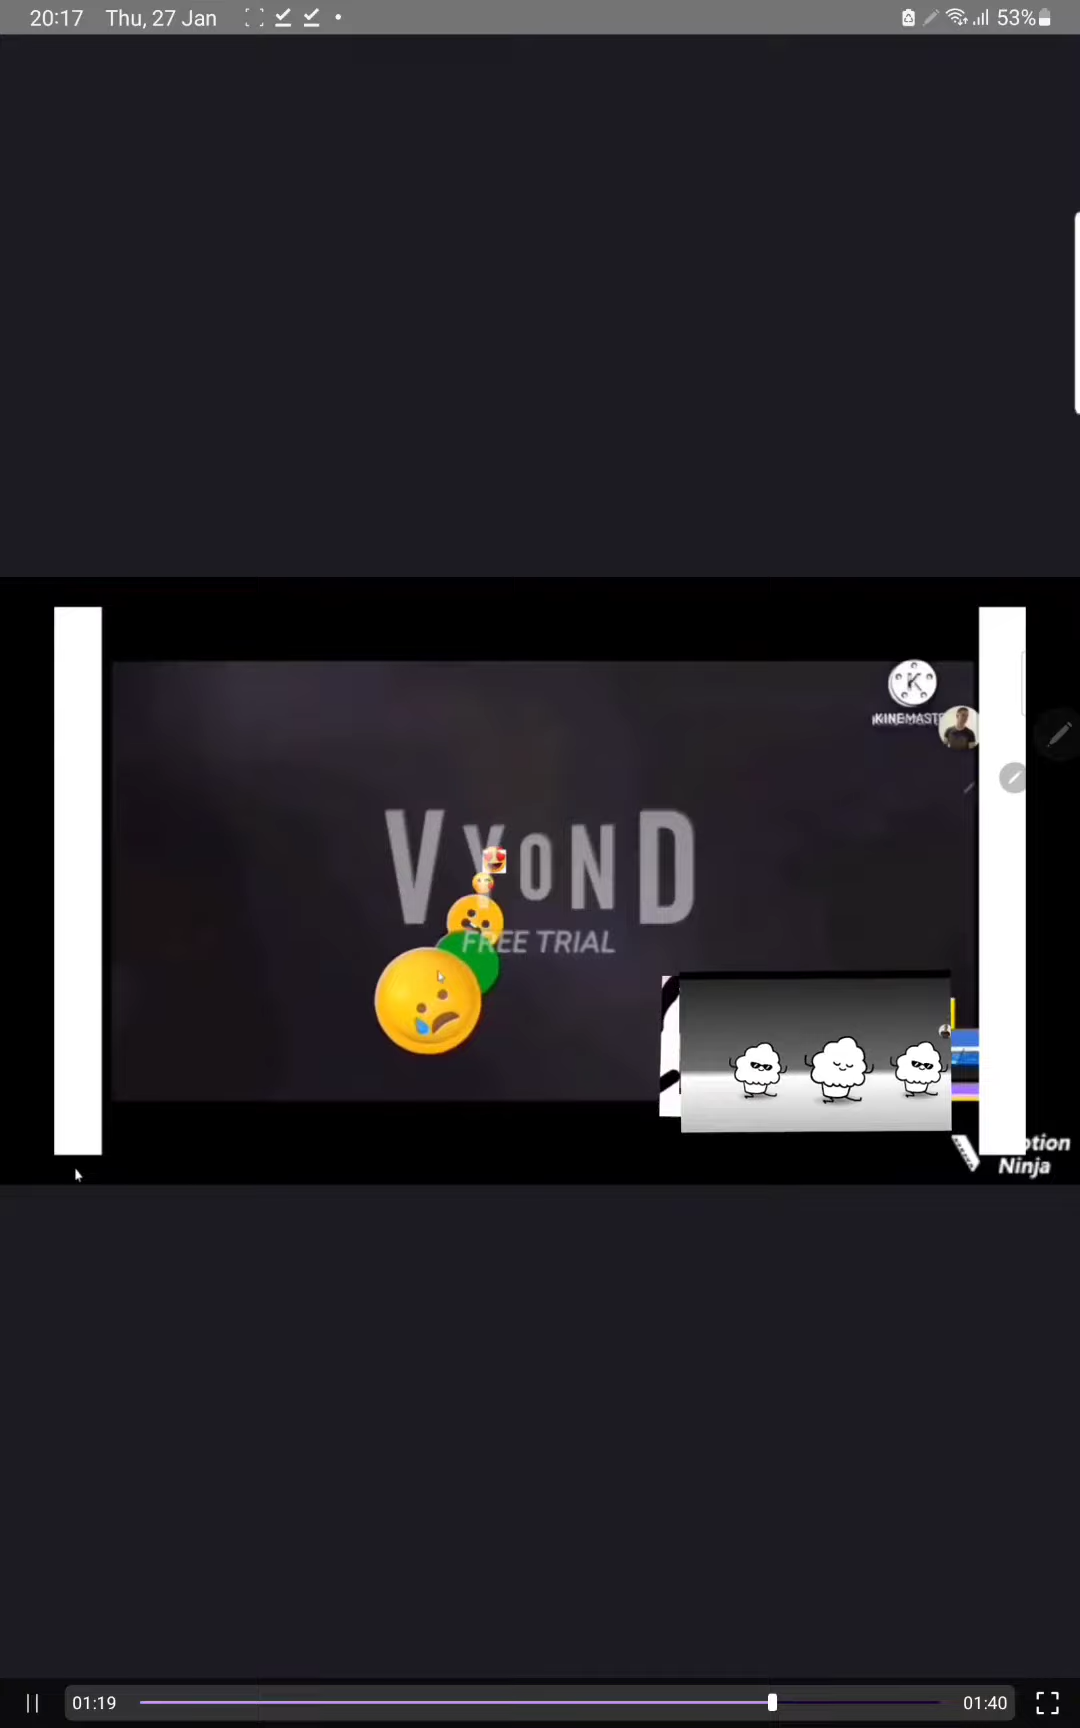 20:17 Thu, 27 Jan
53%
KINEMAST
VYOND
FREE TRIAL
otion
Ninja
01:19
01:40